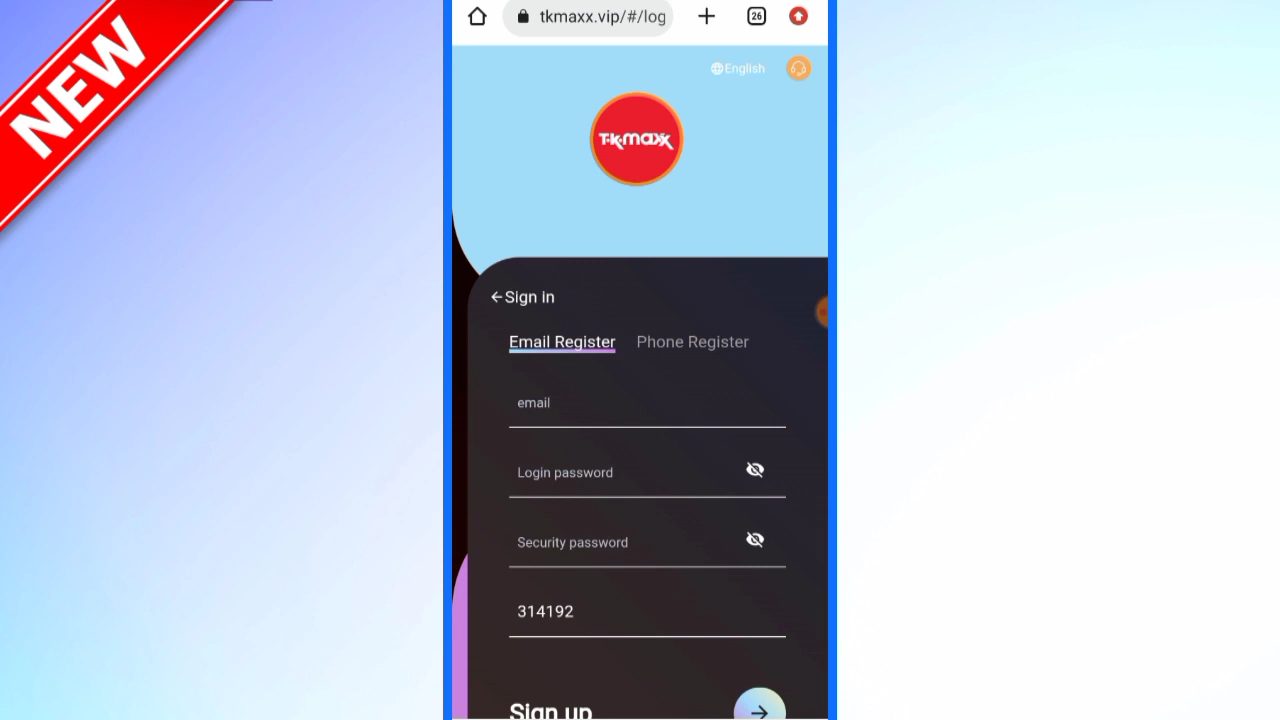 NEW
tkmaxx.vip/#/log
26
English
T·K·maxx
Sign in
Email Register Phone Register
email
Login password
Security password
314192
Sign up